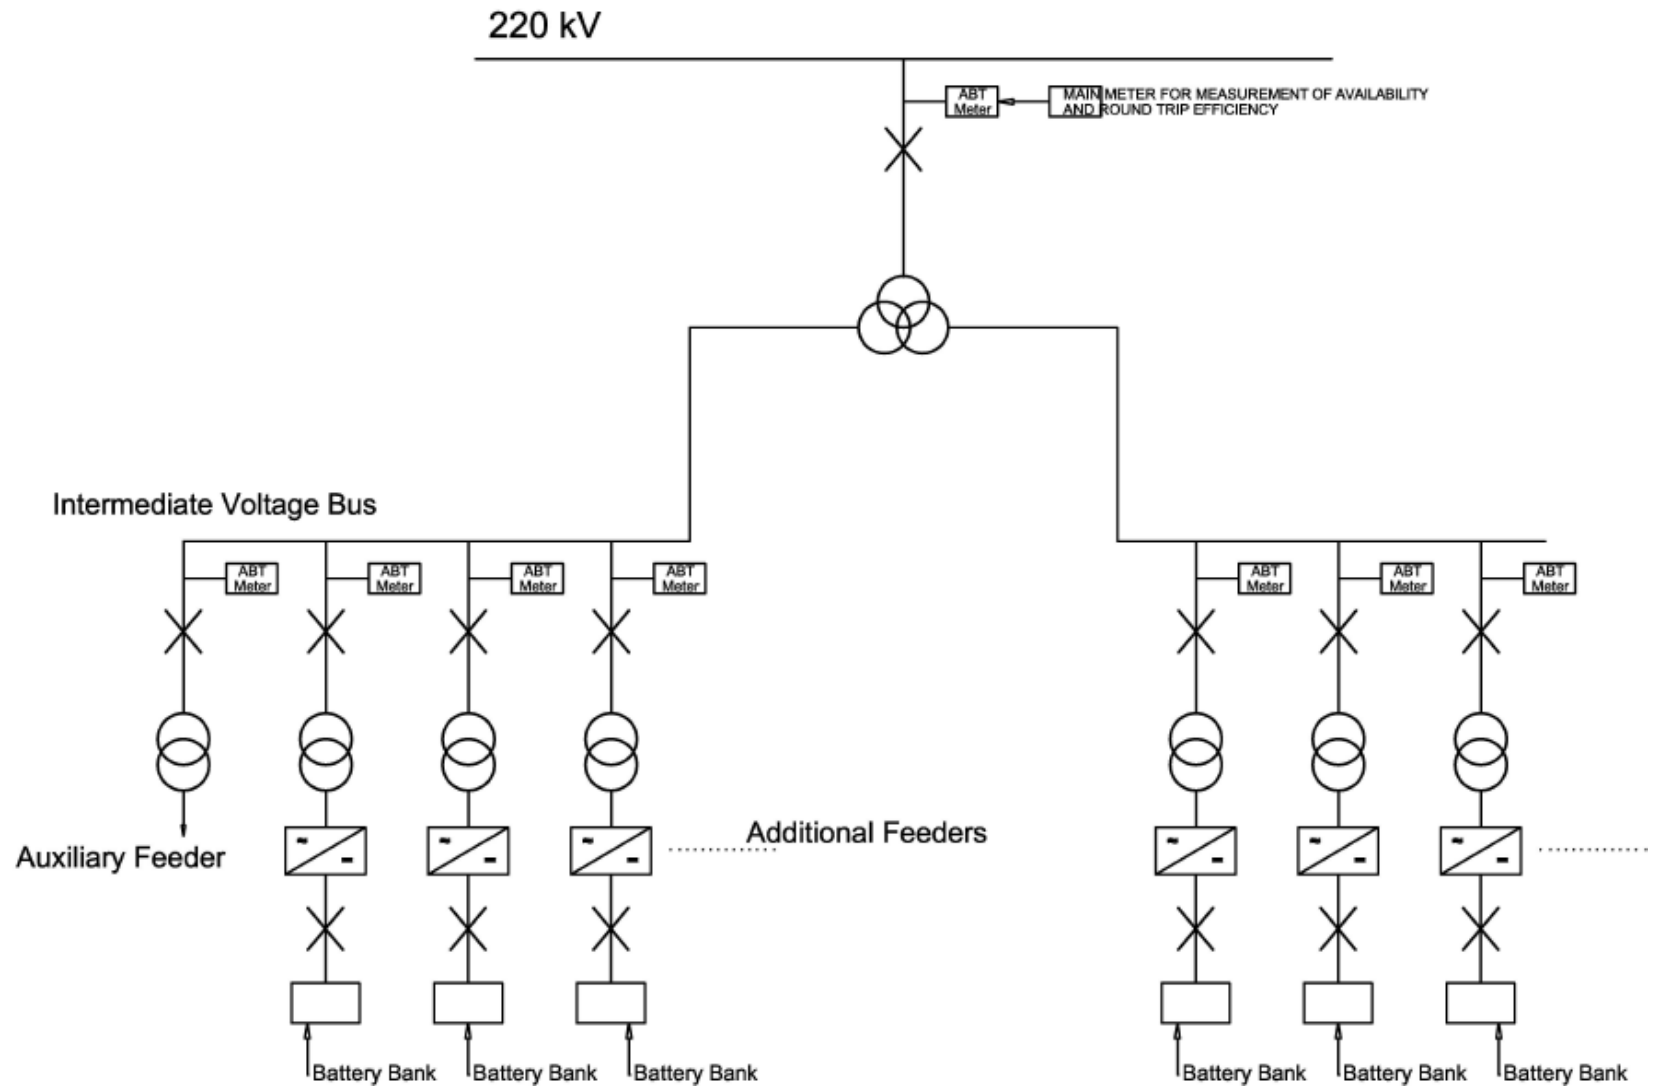 220 kV
ABT
Meter
MAIN METER FOR MEASUREMENT OF AVAILABILITY
AND ROUND TRIP EFFICIENCY
Intermediate Voltage Bus
ABT
Meter
ABT
Meter
ABT
Meter
ABT
Meter
ABT
Meter
ABT
Meter
ABT
Meter
Additional Feeders
Auxiliary Feeder
Battery Bank
Battery Bank
Battery Bank
Battery Bank
Battery Bank
Battery Bank